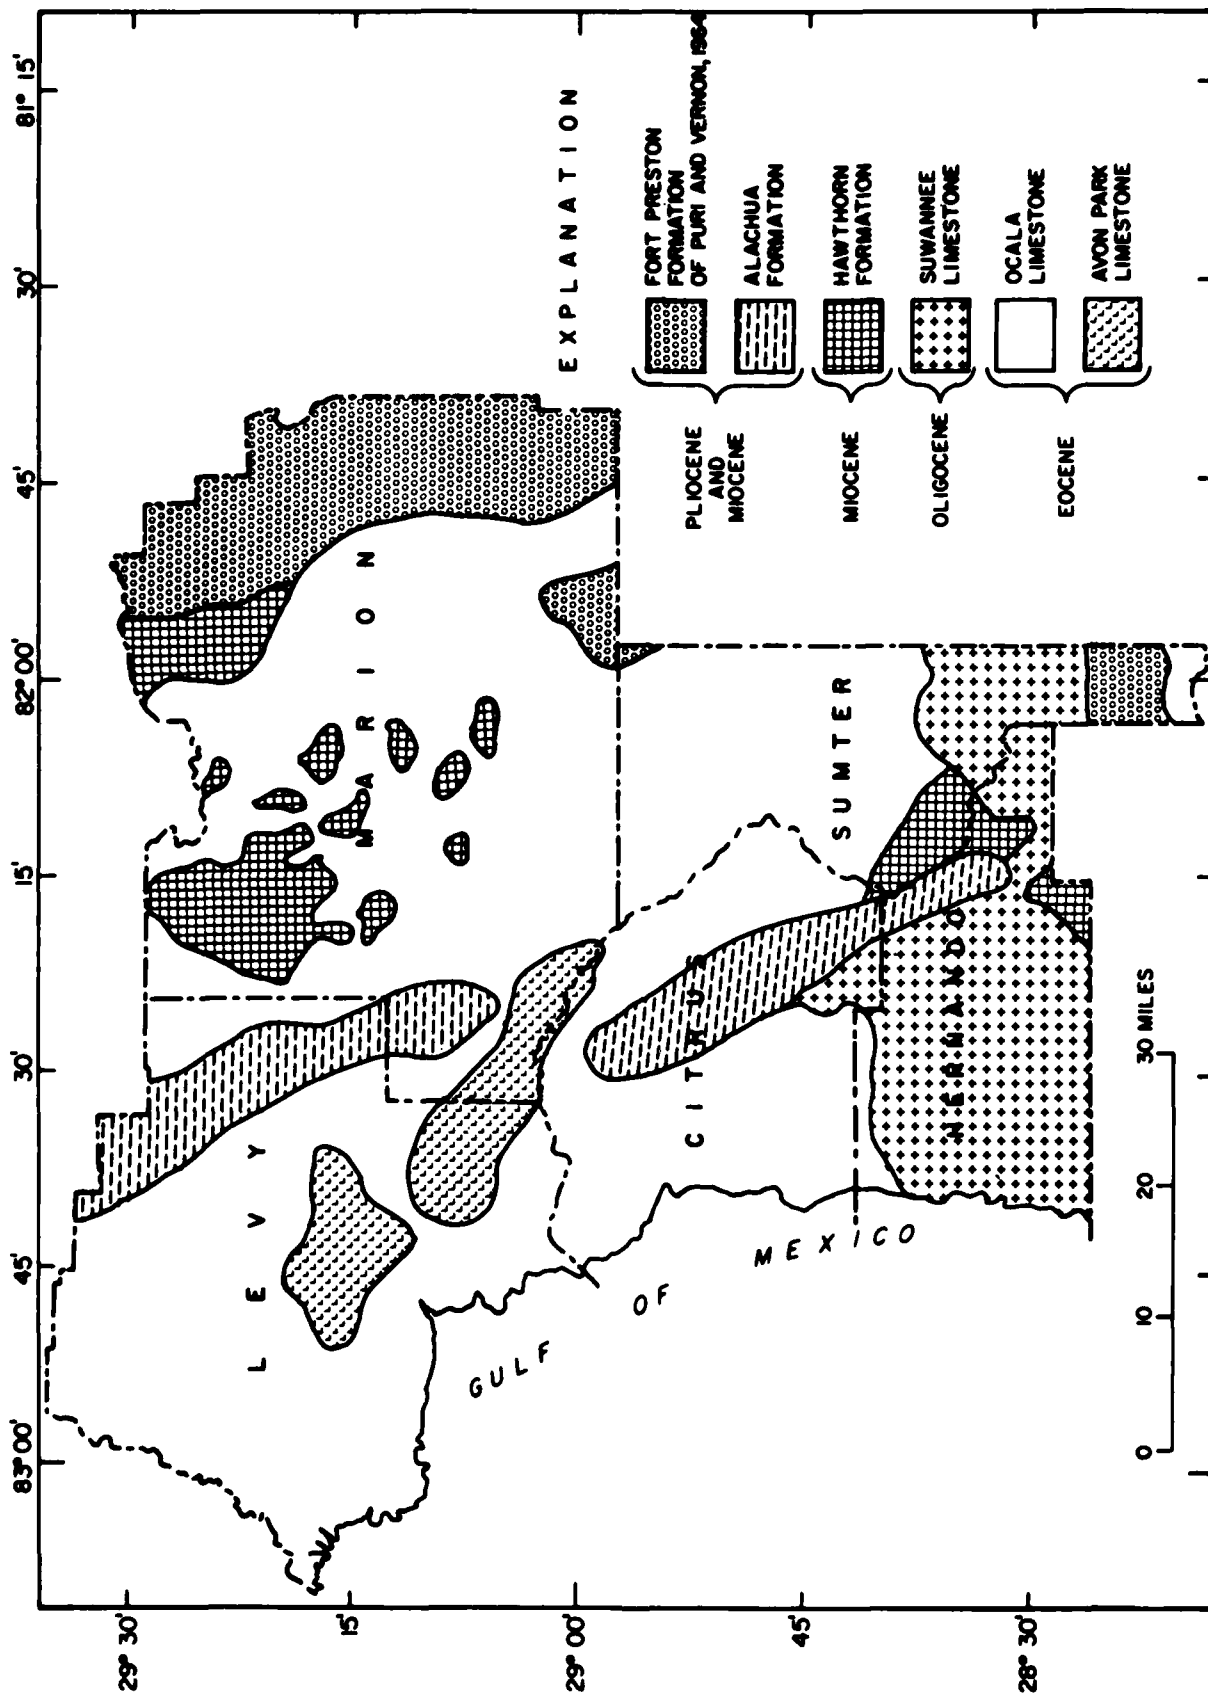 83° 00'
45'
30'
15'
82° 00'
45'
30'
81° 15'
29° 30'
15'
29° 00'
45'
28° 30'
LEVY
MARION
CITRUS
SUMTER
HERNANDO
GULF OF MEXICO
0 10 20 30 MILES
EXPLANATION
PLIOCENE
AND
MIOCENE
FORT PRESTON
FORMATION
OF PURI AND VERNON, 1964
ALACHUA
FORMATION
MIOCENE
HAWTHORN
FORMATION
OLIGOCENE
SUWANNEE
LIMESTONE
EOCENE
OCALA
LIMESTONE
AVON PARK
LIMESTONE